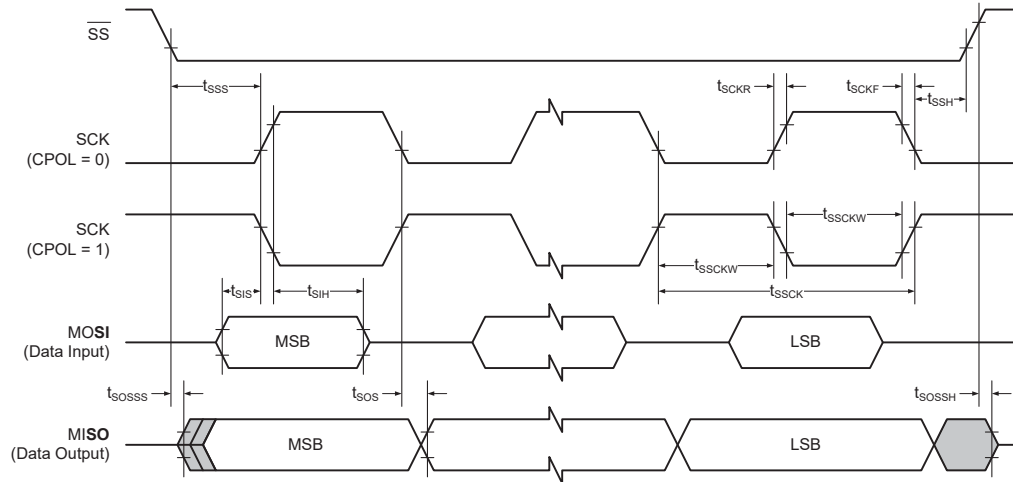 SS
tSSS
tSCKR
tSCKF
tSSH
SCK
(CPOL = 0)
SCK
(CPOL = 1)
tSSCKW
tSSCKW
tSSCK
tSIS
tSIH
MOSI
(Data Input)
MSB
LSB
tSOSSS
tSOS
tSOSSH
MISO
(Data Output)
MSB
LSB